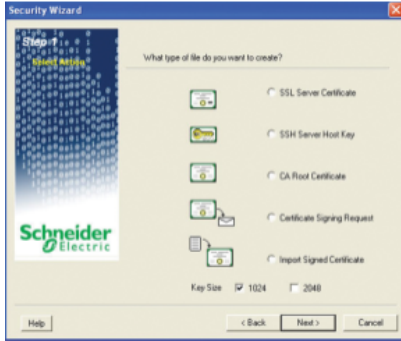 Security Wizard
Step 1
Select Action
What type of file do you want to create?
SSL Server Certificate
SSH Server Host Key
CA Root Certificate
Certificate Signing Request
Import Signed Certificate
Schneider
Electric
Key Size 1024 2048
Help < Back Next > Cancel